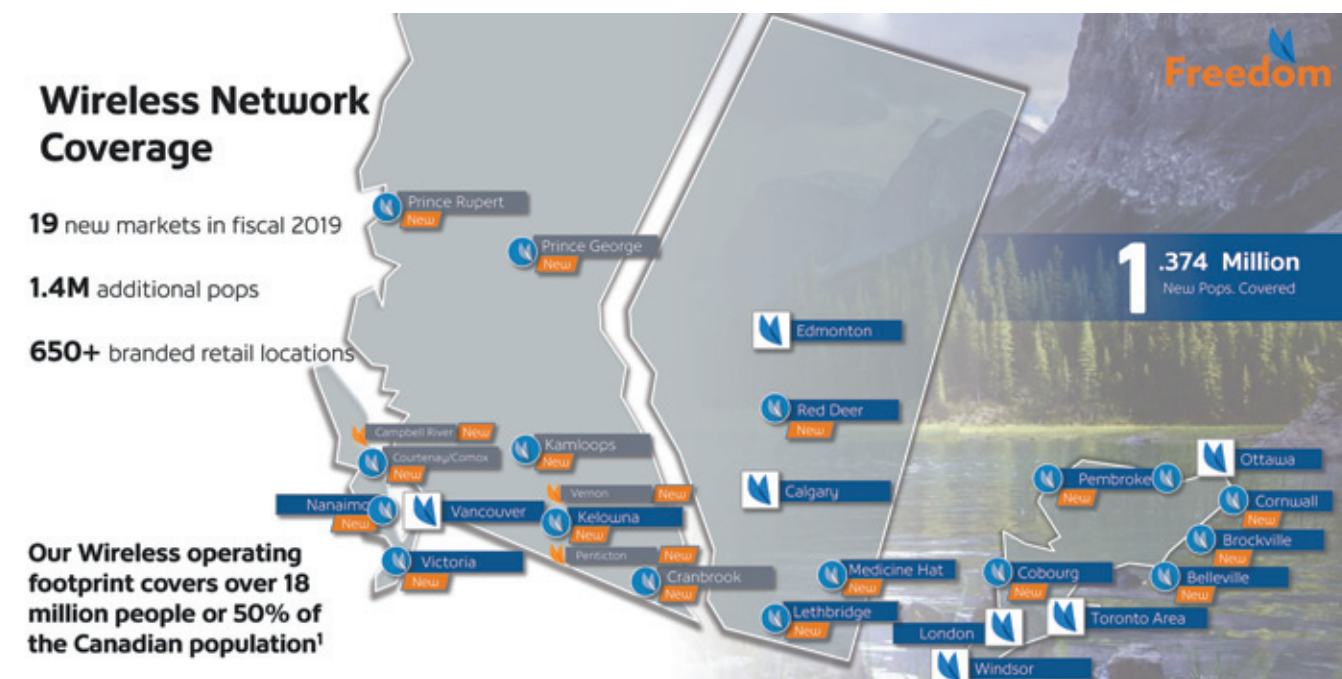 Wireless Network
Coverage
19 new markets in fiscal 2019
1.4M additional pops
650+ branded retail locations
Our Wireless operating
footprint covers over 18
million people or 50% of
the Canadian population¹
Freedom
1.374 Million
New Pops. Covered
Prince Rupert
New
Prince George
New
Edmonton
Red Deer
New
Calgary
Campbell River New
Courtenay/Comox
New
Kamloops
New
Nanaimo
New
Vancouver
Vernon New
Kelowna
New
Penticton New
Victoria
New
Cranbrook
New
Medicine Hat
New
Lethbridge
New
Ottawa
Pembroke
New
Cornwall
New
Brockville
New
Belleville
New
Cobourg
New
Toronto Area
London
Windsor